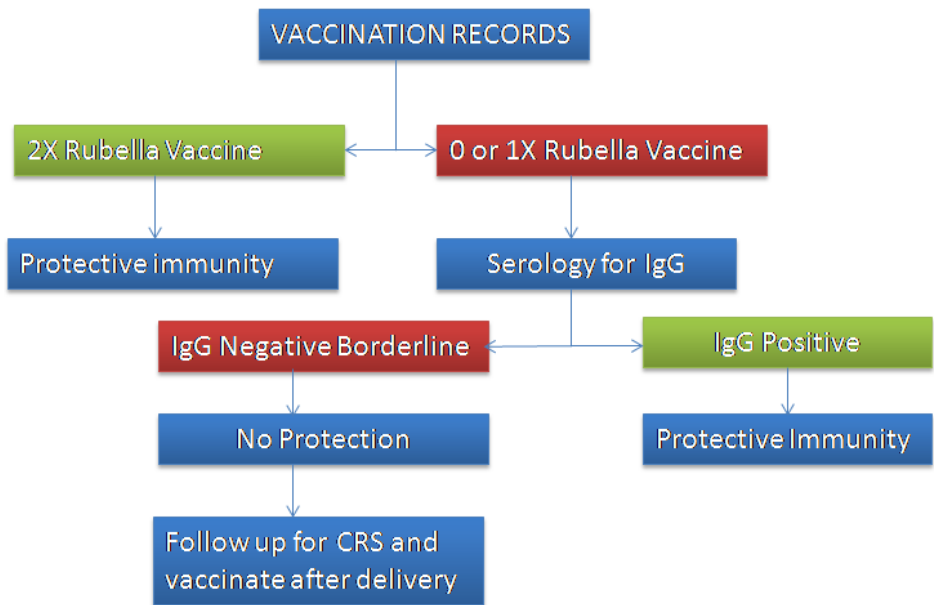 VACCINATION RECORDS
2X Rubella Vaccine
0 or 1X Rubella Vaccine
Protective immunity
Serology for IgG
IgG Negative Borderline
IgG Positive
No Protection
Protective Immunity
Follow up for CRS and
vaccinate after delivery